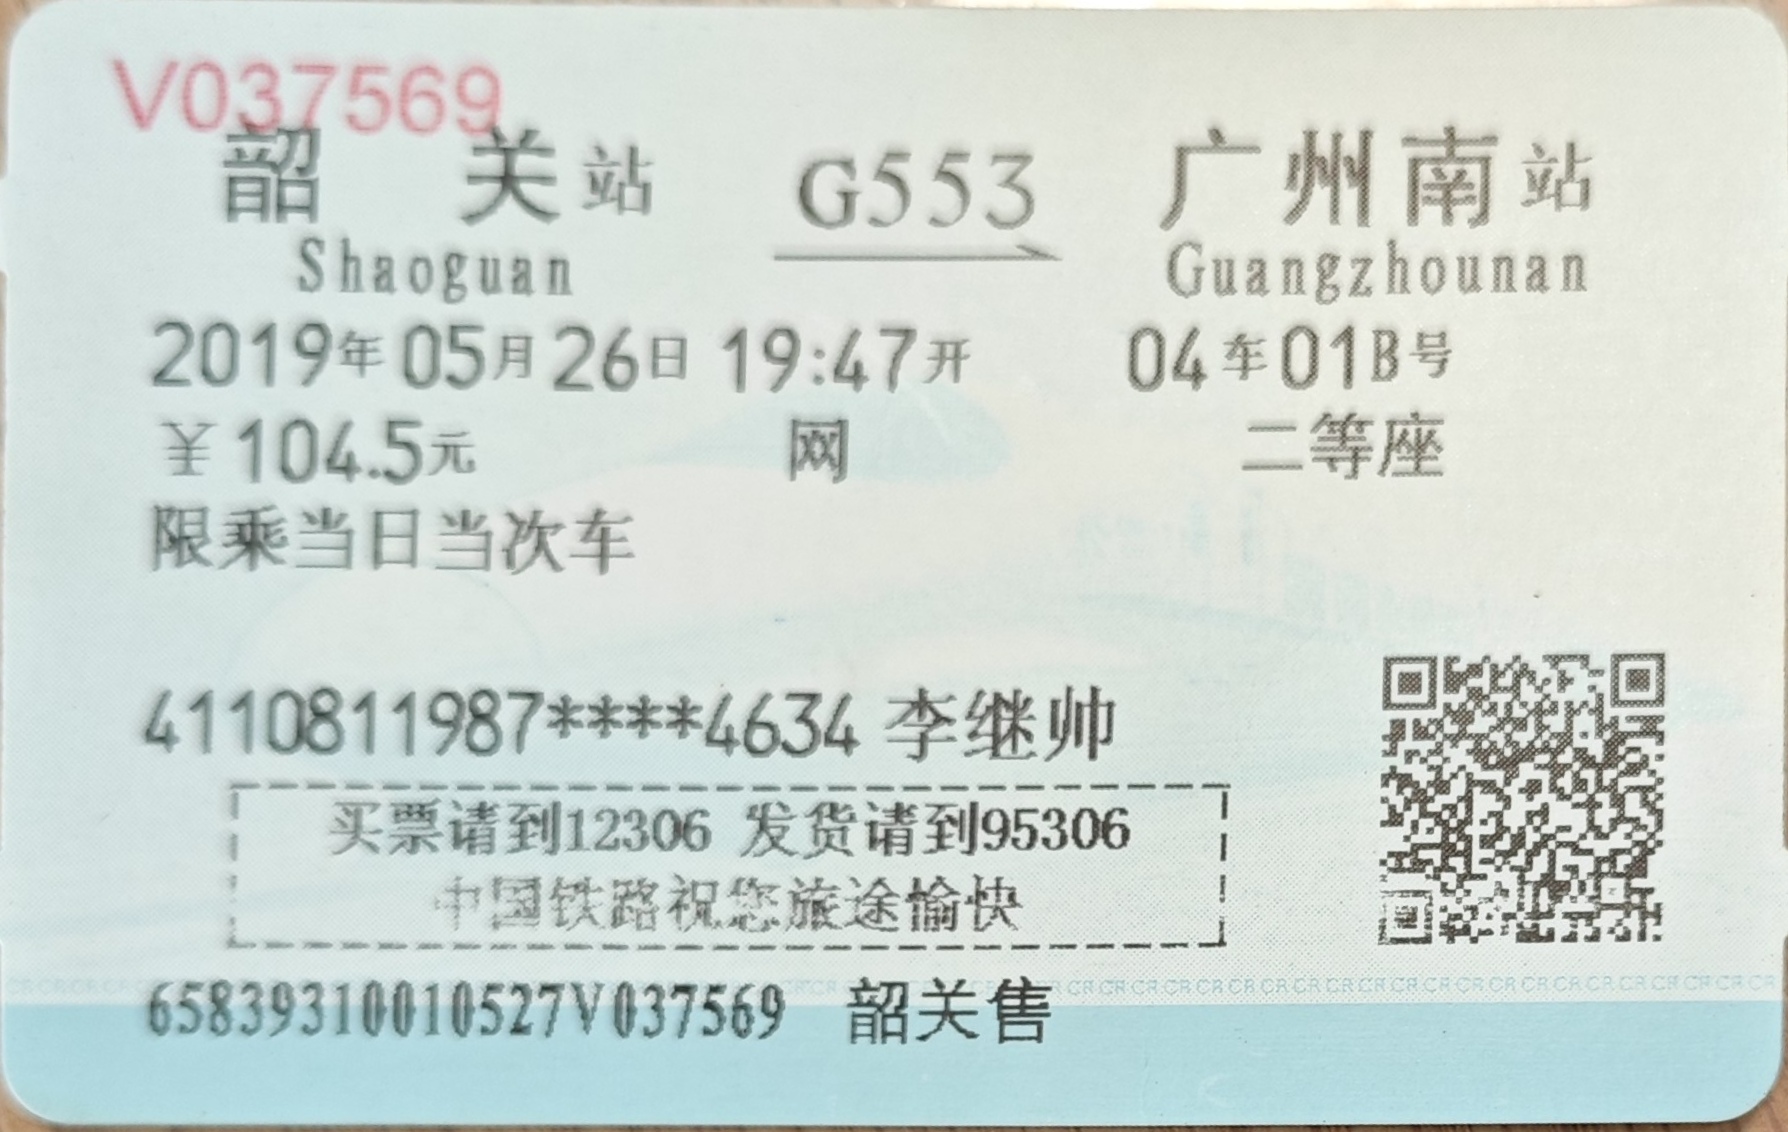 V037569
韶 关站 G553 广州南站
Shaoguan Guangzhounan
2019年05月26日 19:47开 04车01B号
￥104.5元 网 二等座
限乘当日当次车
4110811987****4634 李继帅
买票请到12306 发货请到95306
中国铁路祝您旅途愉快
65839310010527V037569 韶关售